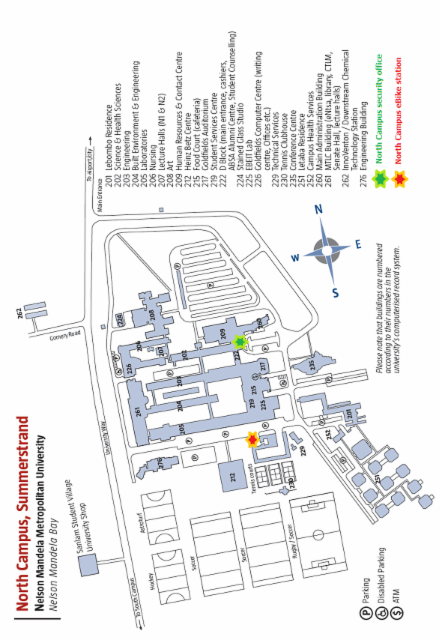 North Campus, Summerstrand
Nelson Mandela Metropolitan University
Nelson Mandela Bay
201 Lebombo Residence
202 Science & Health Sciences
203 Engineering
204 Built Environment & Engineering
205 Laboratories
206 Nursing
207 Lecture Halls (N1 & N2)
208 Art
209 Human Resources & Contact Centre
212 Heinz Betz Centre
215 Food Court (cafeteria)
217 Goldfields Auditorium
219 Student Services Centre
222 D Block (main entrance, cashiers,
ABSA Alumni Centre, Student Counselling)
224 Stained Glass Studio
225 EBEIT Lab
226 Goldfields Computer Centre (writing
centre, Offices etc.)
229 Technical Services
230 Tennis Clubhouse
235 Conference Centre
251 Letaba Residence
252 Campus Health Services
260 Main Administration Building
261 MTLC Building (eNtsa, library, CTLM,
Senate Hall, lecture halls)
262 InnoVenton / Downstream Chemical
Technology Station
276 Engineering Building
North Campus security office
North Campus eBike station
To airport/city
Main Entrance
262
Gomery Road
University Way
To South Campus
Sanlam Student Village
University Shop
224
208
206
226
207
202
209
222
260
261
203
204
205
217
215
219
225
235
276
212
Tennis courts
230
229
252
201
251
Hockey
Astroturf
Soccer
Soccer
Rugby / Soccer
N
W
E
S
Please note that buildings are numbered
according to their numbers in the
university's computerised record system.
P Parking
Disabled Parking
$ ATM